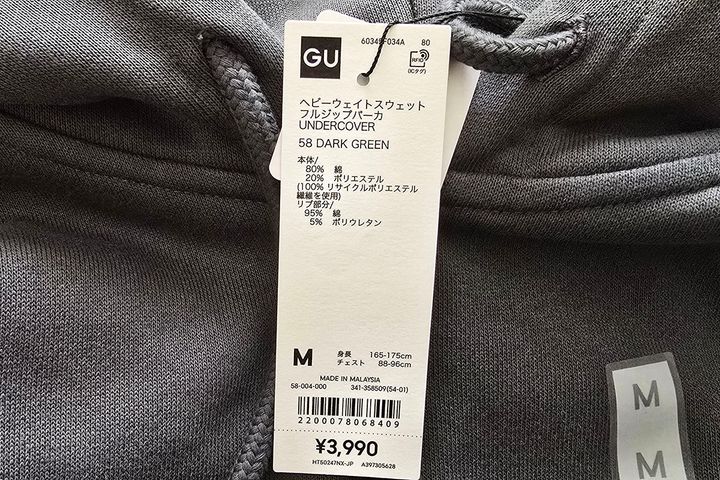 GU
60349F034A 80
RFID
(ICタグ)
ヘビーウェイトスウェット
フルジップパーカ
UNDERCOVER
58 DARK GREEN
本体/
80% 綿
20% ポリエステル
(100% リサイクルポリエステル
繊維を使用)
リブ部分/
95% 綿
5% ポリウレタン
M 身長 165-175cm
チェスト 88-96cm
MADE IN MALAYSIA
58-004-000 341-358509(54-01)
2200078068409
¥3,990
HT50247NX-JP A397305628
M
M